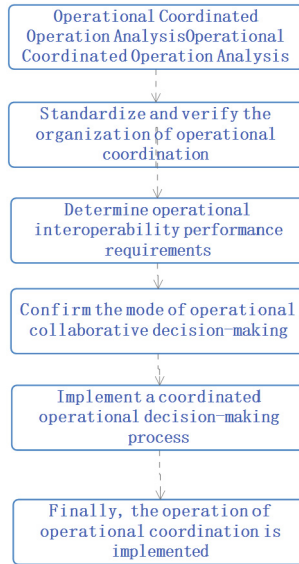 Operational Coordinated
Operation AnalysisOperational
Coordinated Operation Analysis
Standardize and verify the
organization of operational
coordination
Determine operational
interoperability performance
requirements
Confirm the mode of operational
collaborative decision-making
Implement a coordinated
operational decision-making
process
Finally, the operation of
operational coordination is
implemented